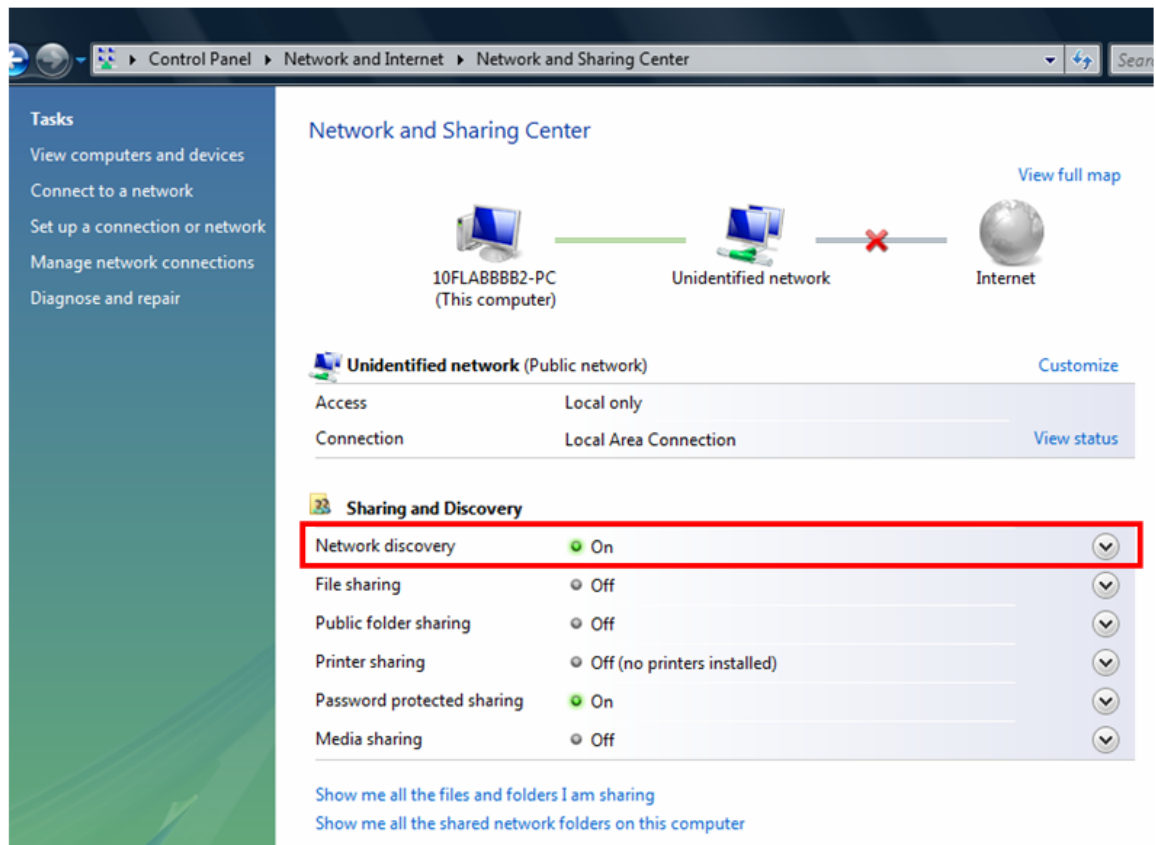 Control Panel Network and Internet Network and Sharing Center
Tasks
View computers and devices
Connect to a network
Set up a connection or network
Manage network connections
Diagnose and repair
Network and Sharing Center
View full map
10FLABBBB2-PC
(This computer)
Unidentified network
Internet
Unidentified network (Public network) Customize
Access Local only
Connection Local Area Connection View status
Sharing and Discovery
Network discovery On
File sharing Off
Public folder sharing Off
Printer sharing Off (no printers installed)
Password protected sharing On
Media sharing Off
Show me all the files and folders I am sharing
Show me all the shared network folders on this computer